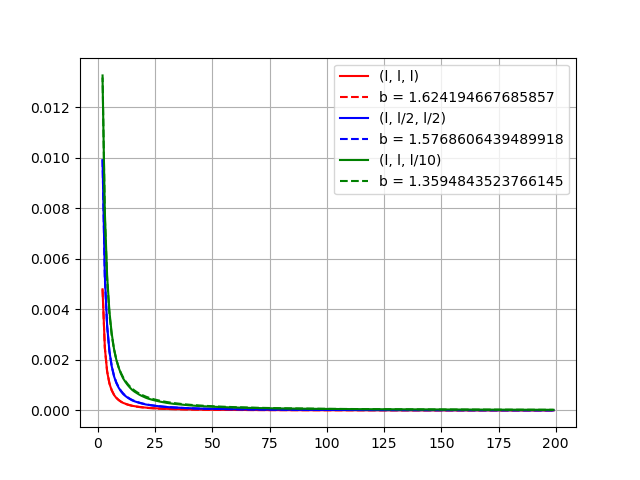 (l, l, l)
b = 1.624194667685857
(l, l/2, l/2)
b = 1.5768606439489918
(l, l, l/10)
b = 1.3594843523766145
0.012
0.010
0.008
0.006
0.004
0.002
0.000
0 25 50 75 100 125 150 175 200